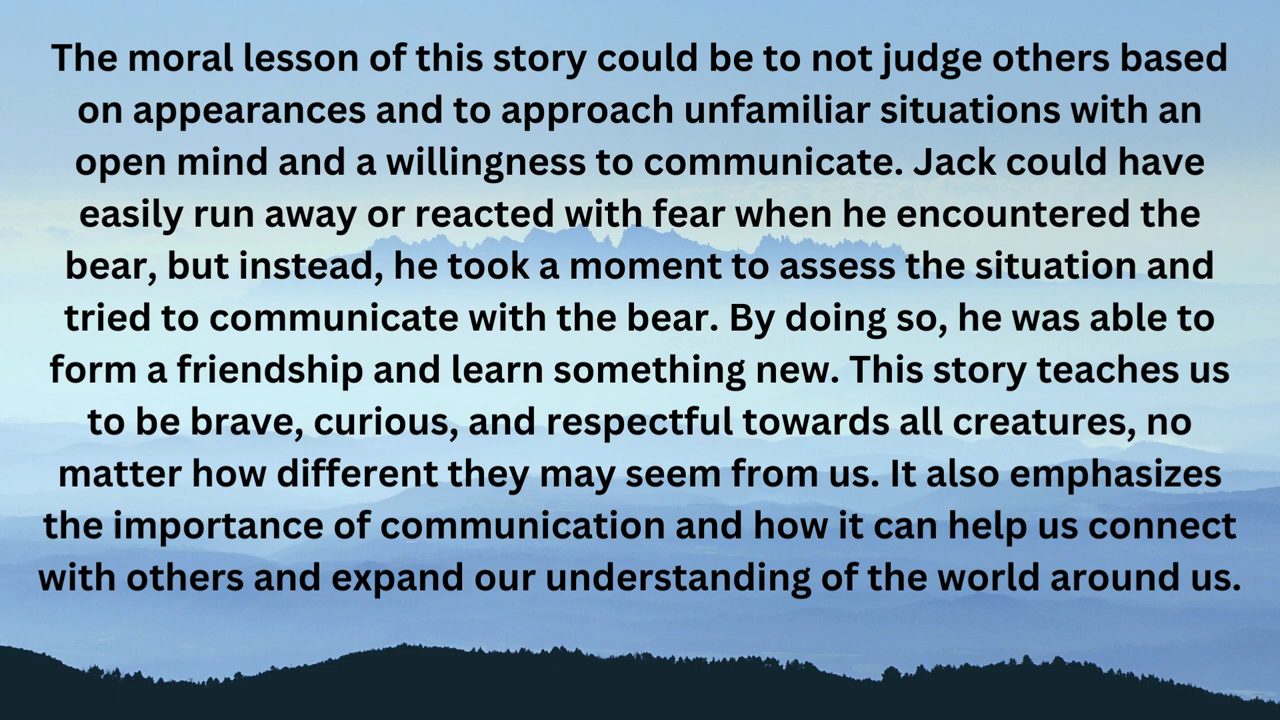 The moral lesson of this story could be to not judge others based
on appearances and to approach unfamiliar situations with an
open mind and a willingness to communicate. Jack could have
easily run away or reacted with fear when he encountered the
bear, but instead, he took a moment to assess the situation and
tried to communicate with the bear. By doing so, he was able to
form a friendship and learn something new. This story teaches us
to be brave, curious, and respectful towards all creatures, no
matter how different they may seem from us. It also emphasizes
the importance of communication and how it can help us connect
with others and expand our understanding of the world around us.